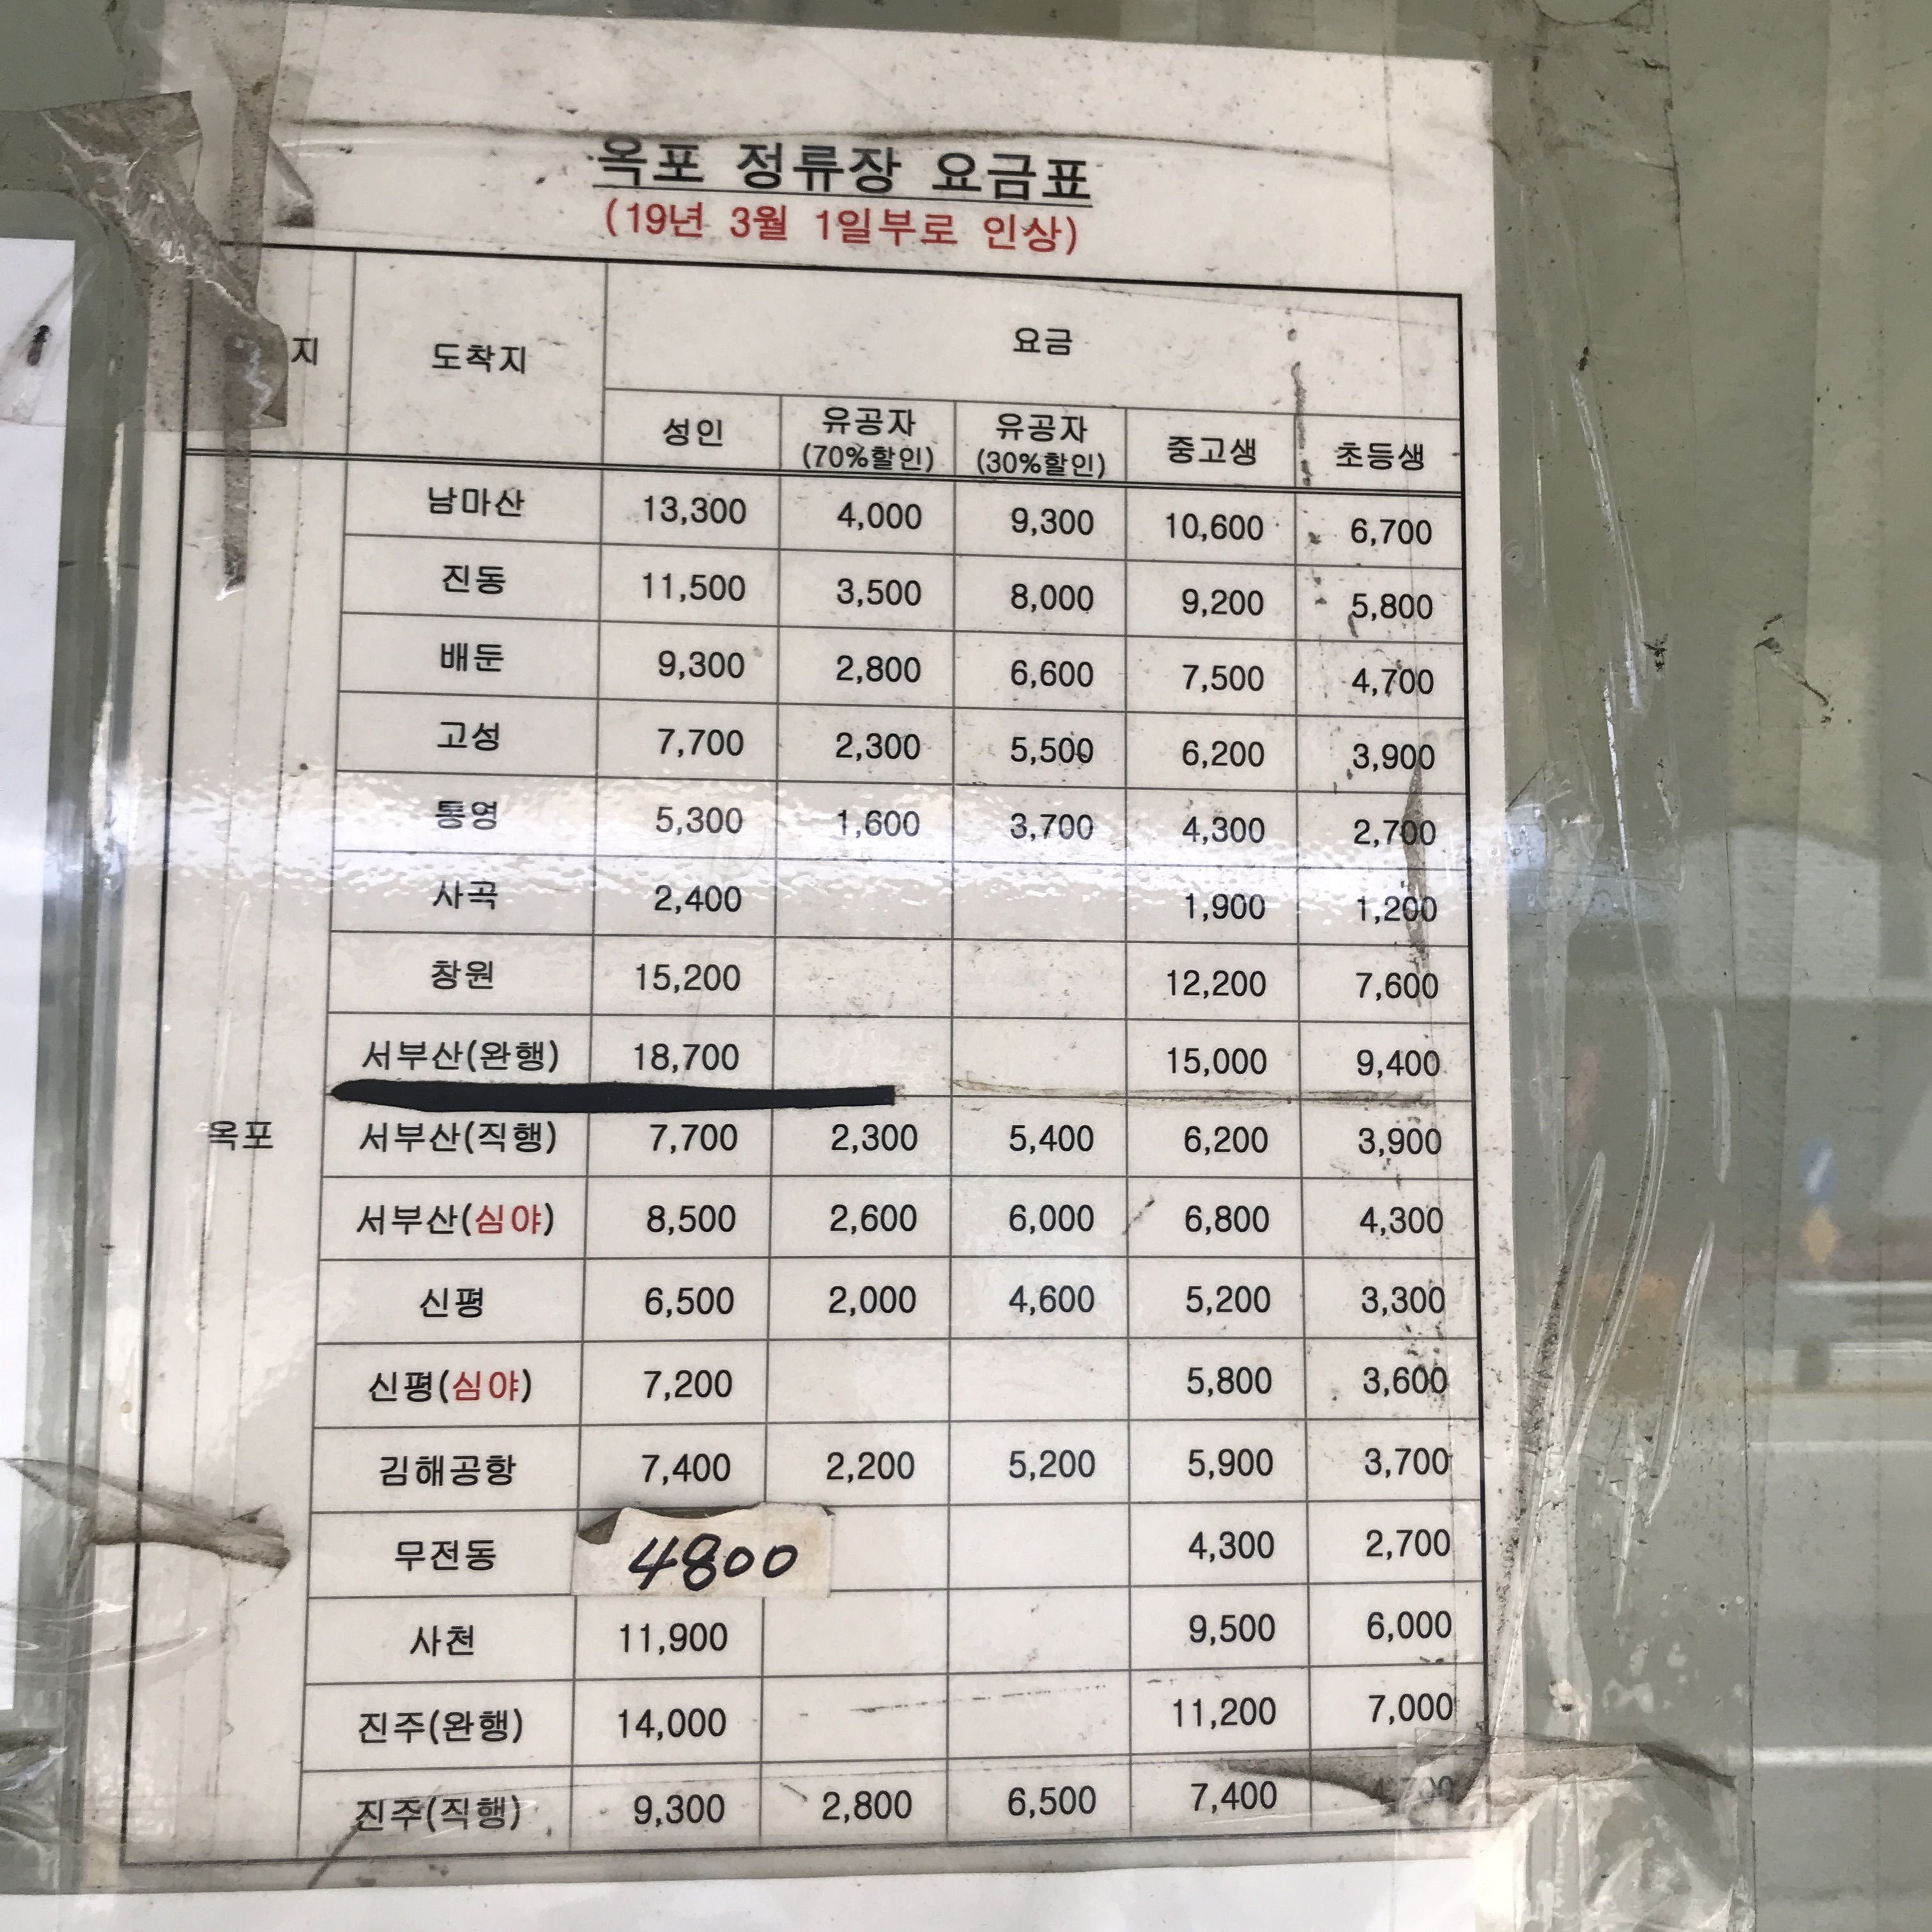 옥포 정류장 요금표
(19년 3월 1일부로 인상)
지 도착지 요금
성인 유공자 (70%할인) 유공자 (30%할인) 중고생 초등생
남마산 13,300 4,000 9,300 10,600 6,700
진동 11,500 3,500 8,000 9,200 5,800
배둔 9,300 2,800 6,600 7,500 4,700
고성 7,700 2,300 5,500 6,200 3,900
통영 5,300 1,600 3,700 4,300 2,700
사곡 2,400 1,900 1,200
창원 15,200 12,200 7,600
서부산(완행) 18,700 15,000 9,400
옥포 서부산(직행) 7,700 2,300 5,400 6,200 3,900
서부산(심야) 8,500 2,600 6,000 6,800 4,300
신평 6,500 2,000 4,600 5,200 3,300
신평(심야) 7,200 5,800 3,600
김해공항 7,400 2,200 5,200 5,900 3,700
무전동 4800 4,300 2,700
사천 11,900 9,500 6,000
진주(완행) 14,000 11,200 7,000
진주(직행) 9,300 2,800 6,500 7,400 4,700